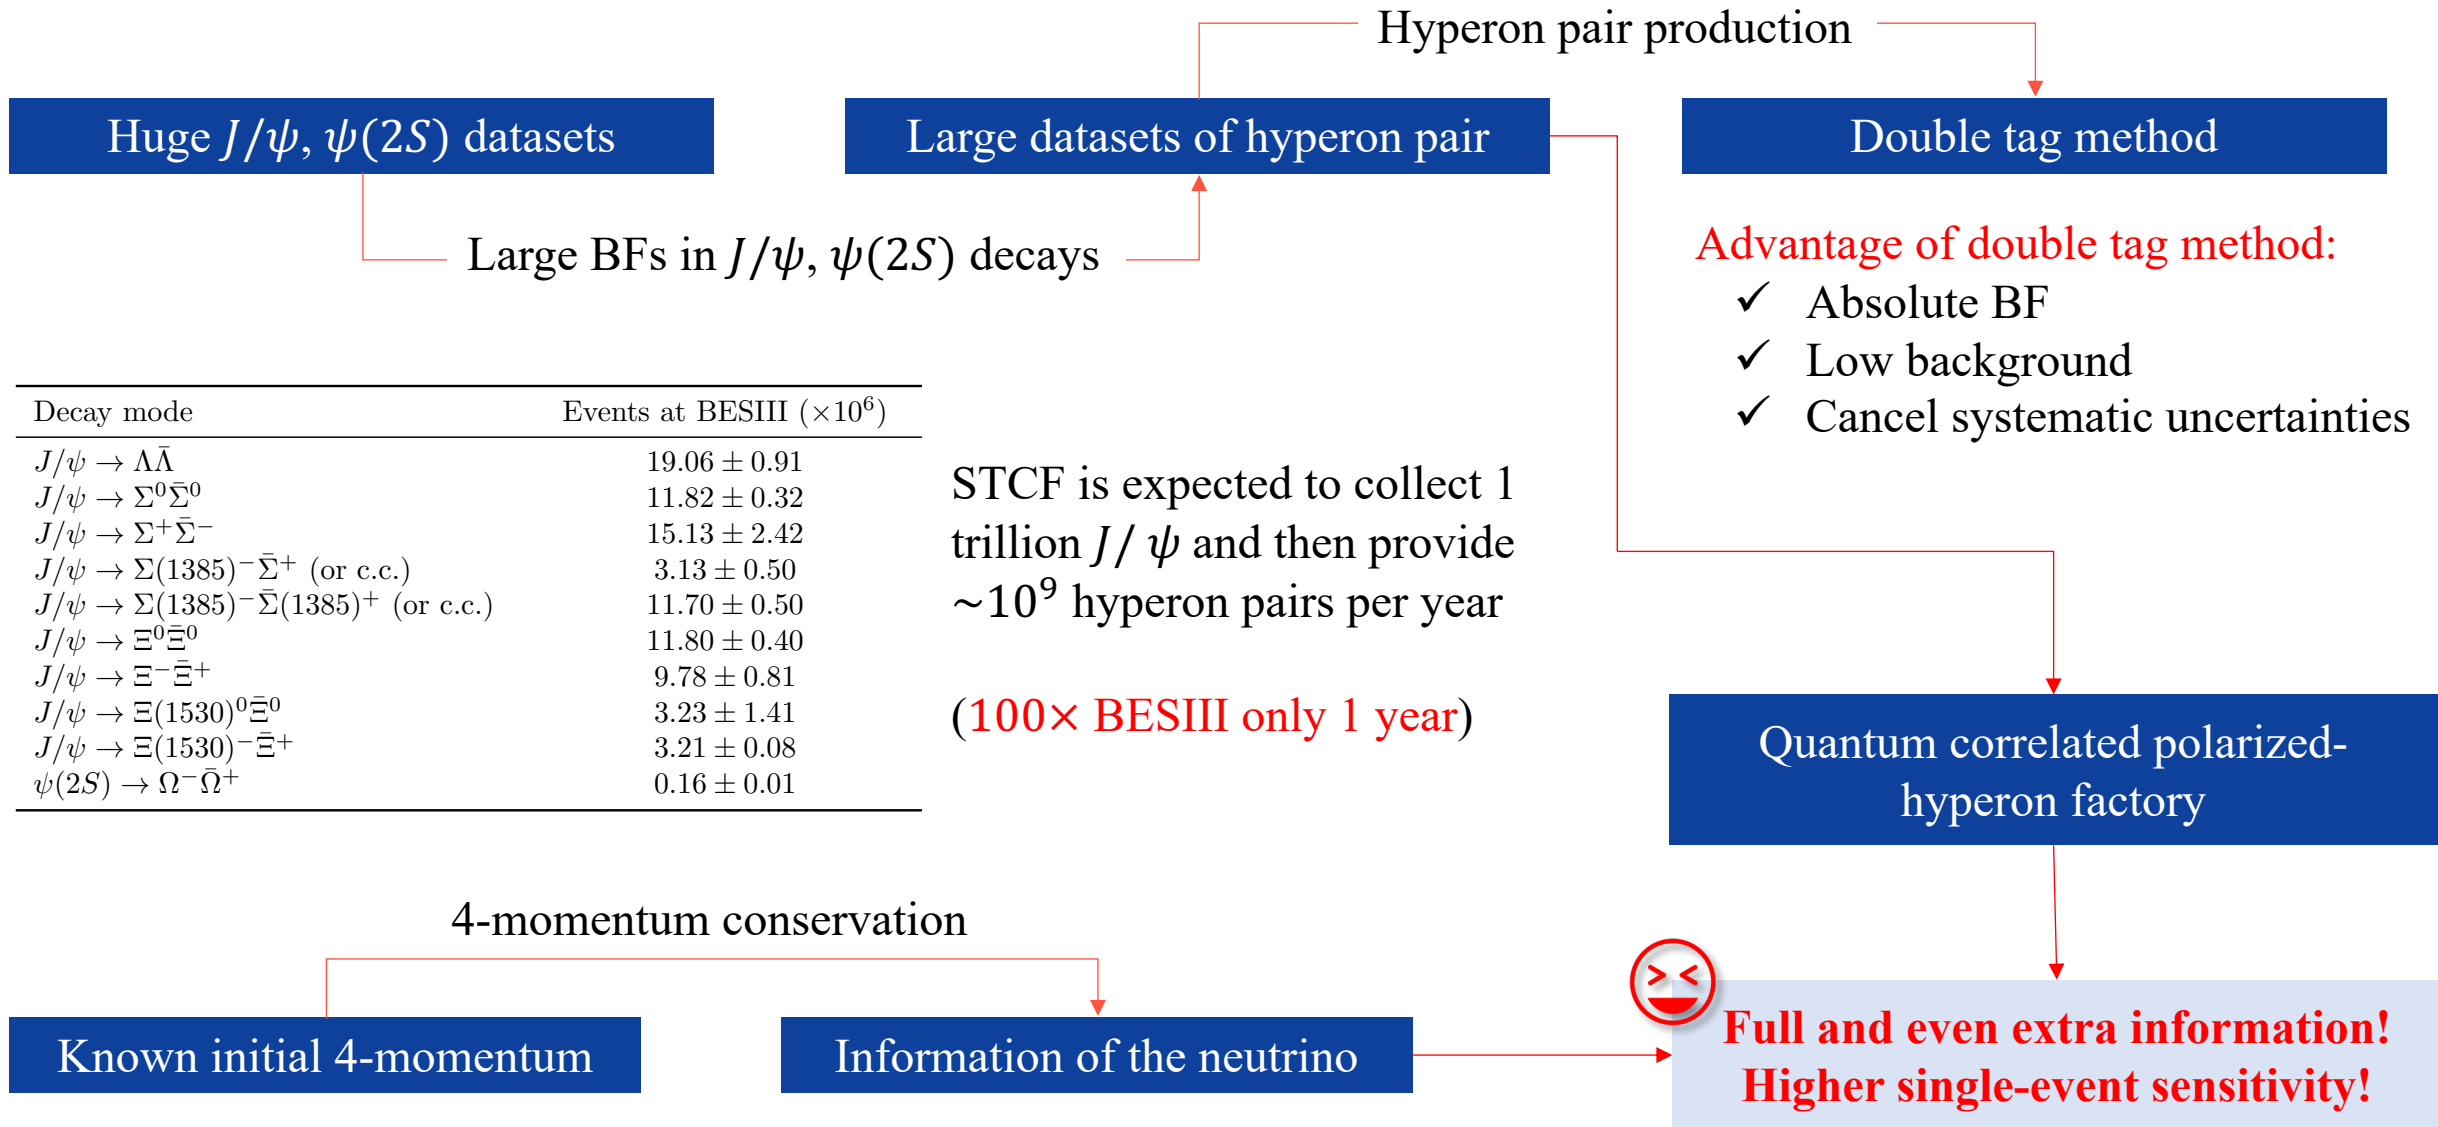 Hyperon pair production
Huge J/ψ, ψ(2S) datasets
Large datasets of hyperon pair
Double tag method
Large BFs in J/ψ, ψ(2S) decays
Advantage of double tag method:
✓ Absolute BF
✓ Low background
✓ Cancel systematic uncertainties
Decay mode Events at BESIII (×10⁶)
J/ψ → ΛΛ̄ 19.06 ± 0.91
J/ψ → Σ⁰Σ̄⁰ 11.82 ± 0.32
J/ψ → Σ⁺Σ̄⁻ 15.13 ± 2.42
J/ψ → Σ(1385)⁻Σ̄⁺ (or c.c.) 3.13 ± 0.50
J/ψ → Σ(1385)⁻Σ̄(1385)⁺ (or c.c.) 11.70 ± 0.50
J/ψ → Ξ⁰Ξ̄⁰ 11.80 ± 0.40
J/ψ → Ξ⁻Ξ̄⁺ 9.78 ± 0.81
J/ψ → Ξ(1530)⁰Ξ̄⁰ 3.23 ± 1.41
J/ψ → Ξ(1530)⁻Ξ̄⁺ 3.21 ± 0.08
ψ(2S) → Ω⁻Ω̄⁺ 0.16 ± 0.01
STCF is expected to collect 1
trillion J/ ψ and then provide
~10⁹ hyperon pairs per year
(100× BESIII only 1 year)
Quantum correlated polarized-
hyperon factory
4-momentum conservation
Known initial 4-momentum
Information of the neutrino
Full and even extra information!
Higher single-event sensitivity!